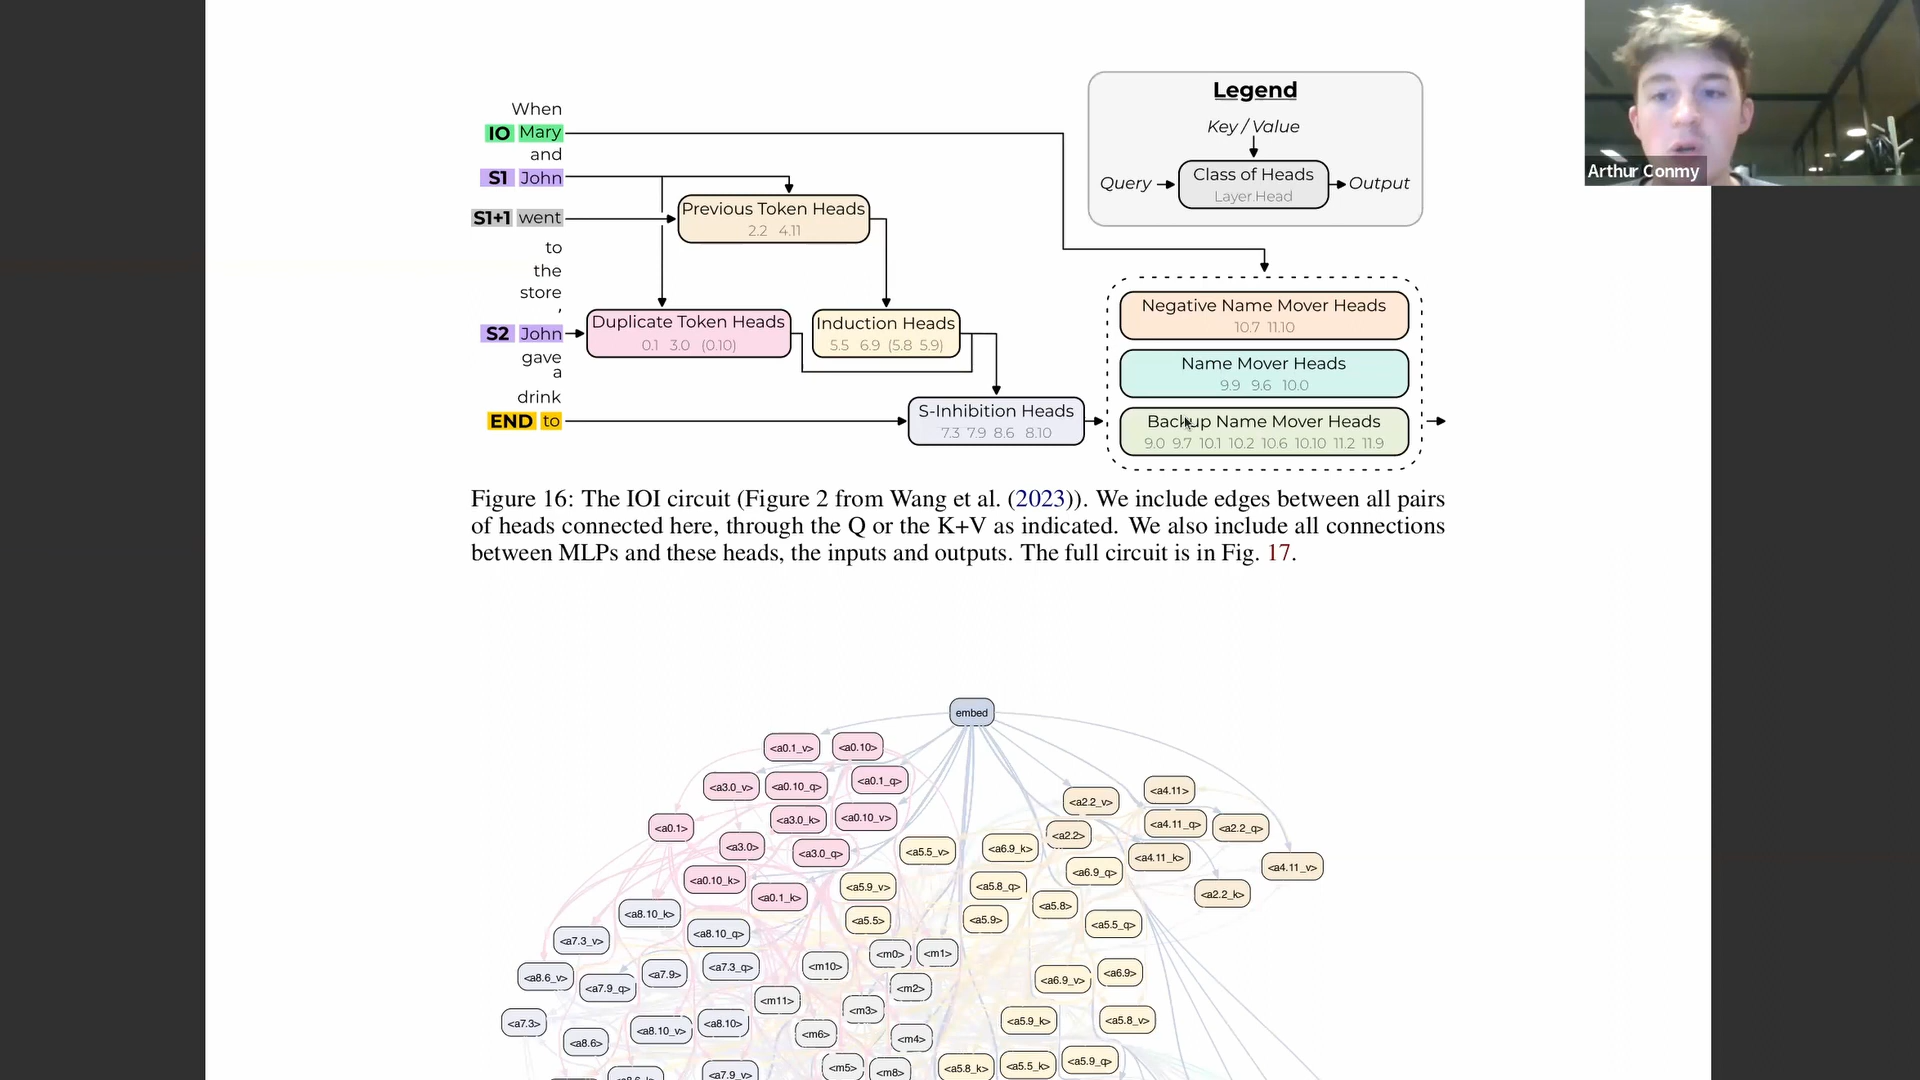 When
IO Mary
and
S1 John
S1+1 went
to
the
store
,
S2 John
gave
a
drink
END to
Previous Token Heads
2.2 4.11
Duplicate Token Heads
0.1 3.0 (0.10)
Induction Heads
5.5 6.9 (5.8 5.9)
S-Inhibition Heads
7.3 7.9 8.6 8.10
Legend
Key / Value
Query
Class of Heads
Layer.Head
Output
Negative Name Mover Heads
10.7 11.10
Name Mover Heads
9.9 9.6 10.0
Backup Name Mover Heads
9.0 9.7 10.1 10.2 10.6 10.10 11.2 11.9
Arthur Conmy
Figure 16: The IOI circuit (Figure 2 from Wang et al. (2023)). We include edges between all pairs
of heads connected here, through the Q or the K+V as indicated. We also include all connections
between MLPs and these heads, the inputs and outputs. The full circuit is in Fig. 17.
embed
<a0.1_v> <a0.10>
<a3.0_v> <a0.10_q> <a0.1_q>
<a2.2_v> <a4.11>
<a0.1> <a3.0_k> <a0.10_v>
<a2.2> <a4.11_q> <a2.2_q>
<a3.0> <a3.0_q> <a5.5_v> <a6.9_k>
<a4.11_k> <a4.11_v>
<a0.10_k> <a0.1_k> <a5.9_v> <a5.8_q> <a6.9_q>
<a2.2_k>
<a8.10_k> <a5.5> <a5.9> <a5.8>
<a7.3_v> <a8.10_q> <a5.5_q>
<m0> <m1>
<a8.6_v> <a7.9_q> <a7.9> <a7.3_q> <m10> <a6.9_v> <a6.9>
<m11> <m2>
<a7.3> <a8.10_v> <a8.10> <m3> <a5.9_k> <a5.8_v>
<a8.6> <m6> <m4>
<a7.9_v> <m5> <m8> <a5.8_k> <a5.5_k> <a5.9_q>